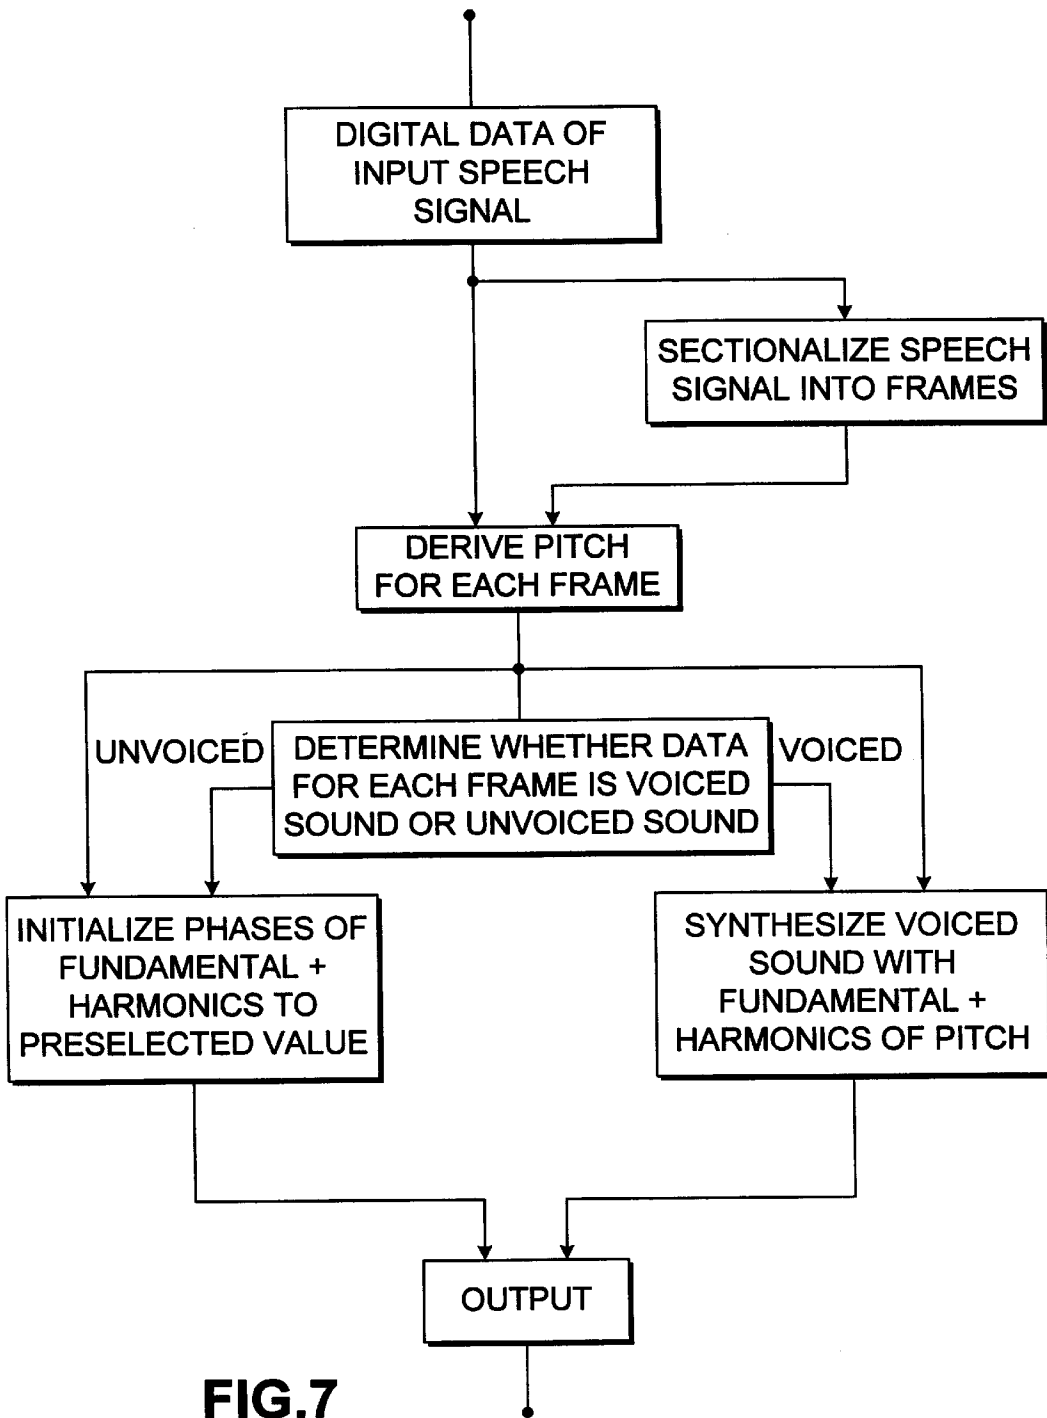 DIGITAL DATA OF
INPUT SPEECH
SIGNAL
SECTIONALIZE SPEECH
SIGNAL INTO FRAMES
DERIVE PITCH
FOR EACH FRAME
UNVOICED
DETERMINE WHETHER DATA
FOR EACH FRAME IS VOICED
SOUND OR UNVOICED SOUND
VOICED
INITIALIZE PHASES OF
FUNDAMENTAL +
HARMONICS TO
PRESELECTED VALUE
SYNTHESIZE VOICED
SOUND WITH
FUNDAMENTAL +
HARMONICS OF PITCH
OUTPUT
FIG.7